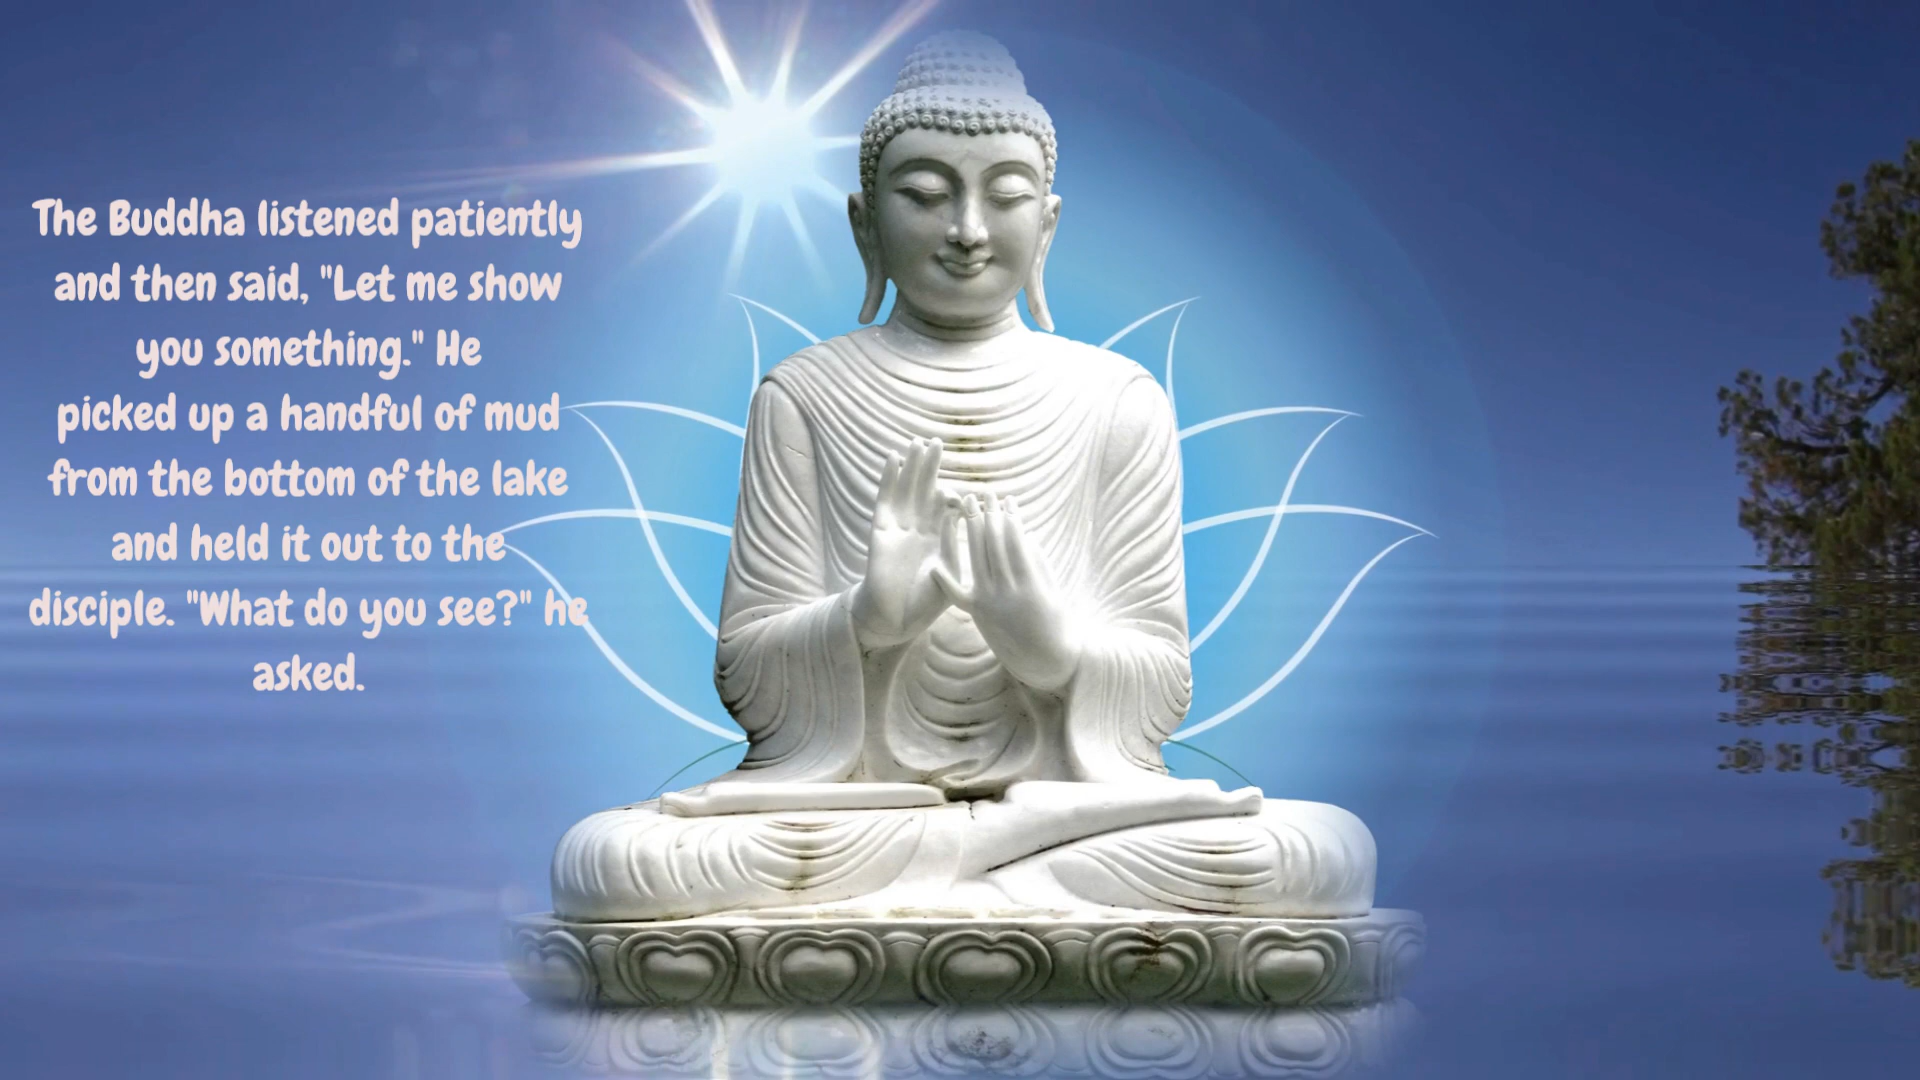 The Buddha listened patiently
and then said, "Let me show
you something." He
picked up a handful of mud
from the bottom of the lake
and held it out to the
disciple. "What do you see?" he
asked.